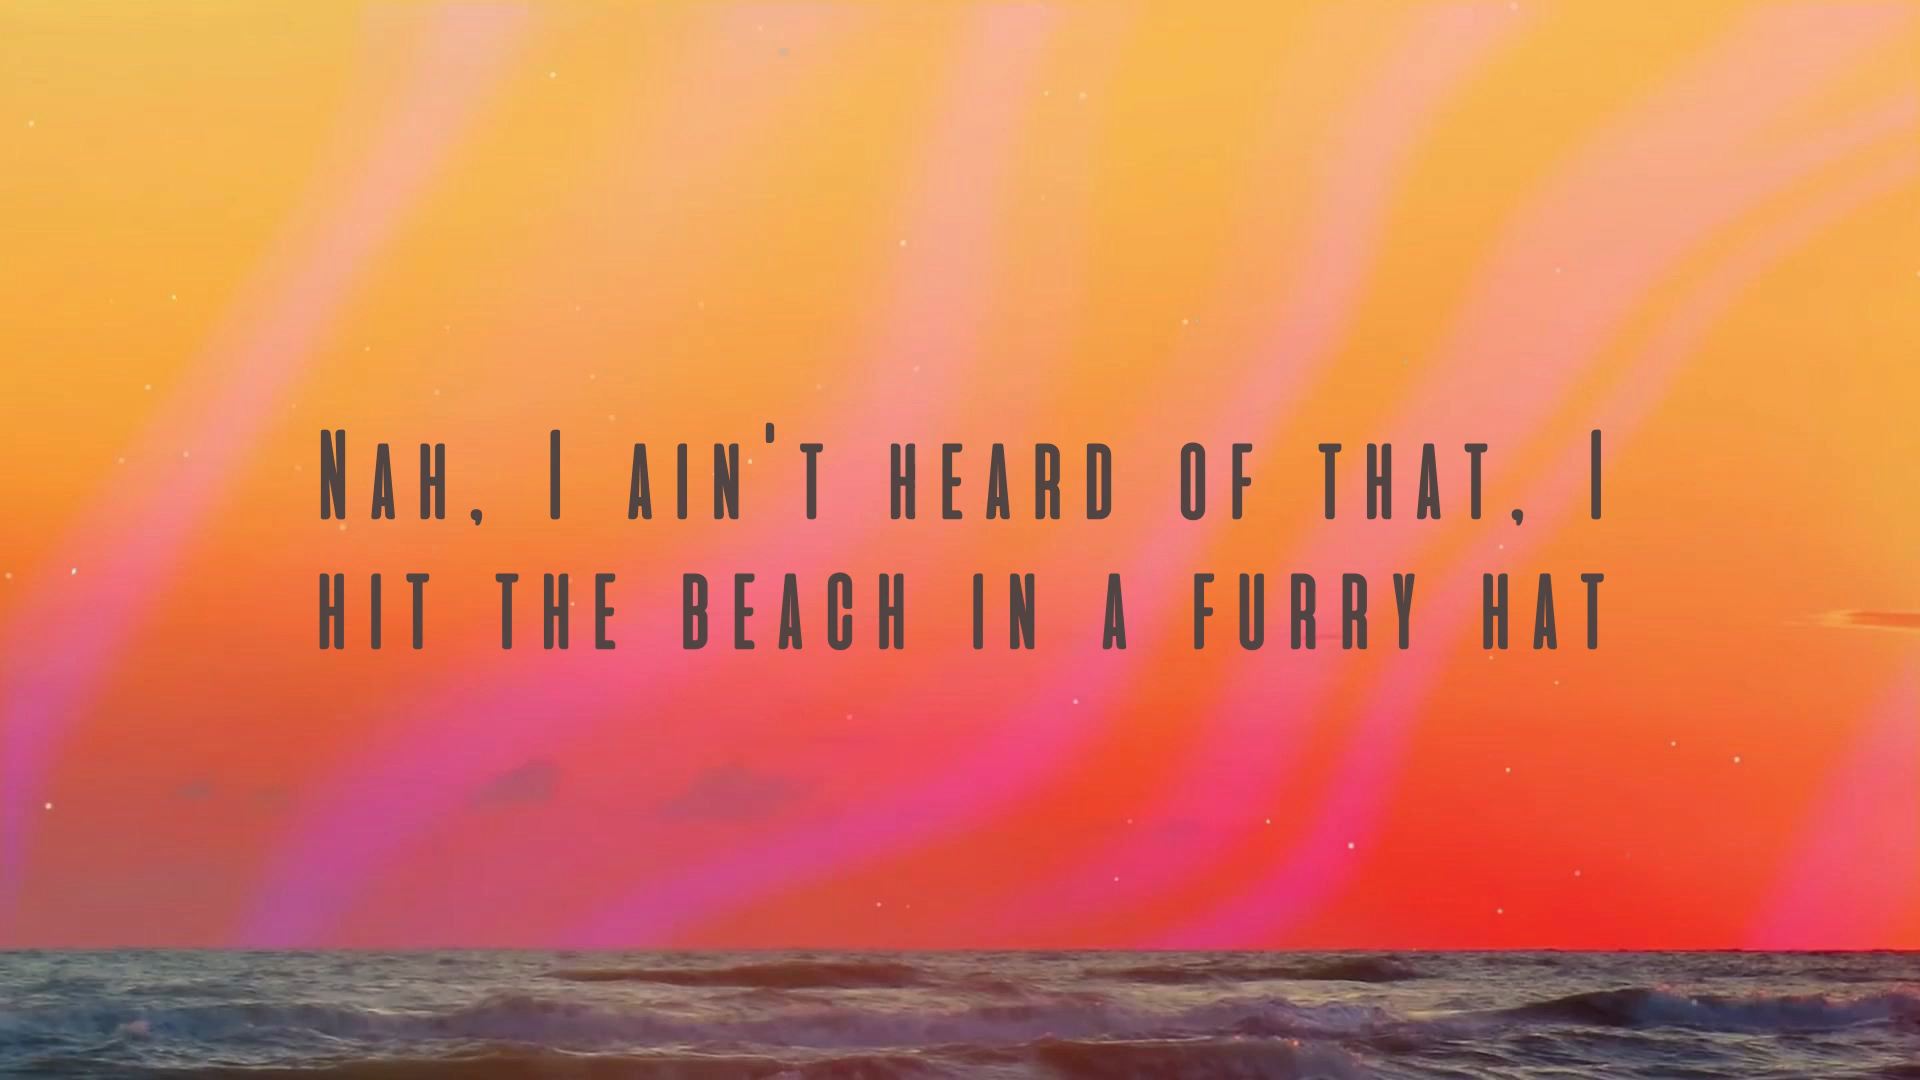 Nah, I ain't heard of that, I
hit the beach in a furry hat